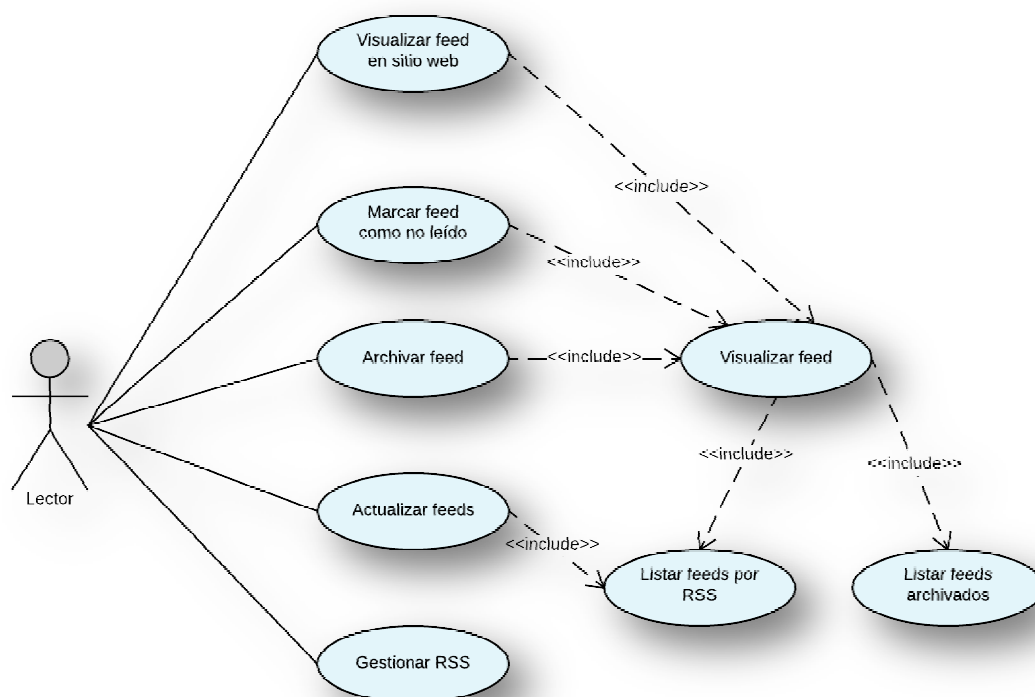 Visualizar feed
en sitio web
<<include>>
Marcar feed
como no leído
<<include>>
Archivar feed
<<include>>
Visualizar feed
<<include>>
<<include>>
Lector
Actualizar feeds
<<include>>
Listar feeds por
RSS
Listar feeds
archivados
Gestionar RSS